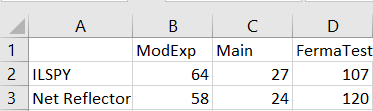 A B C D
1 ModExp Main FermaTest
2 ILSPY 64 27 107
3 Net Reflector 58 24 120